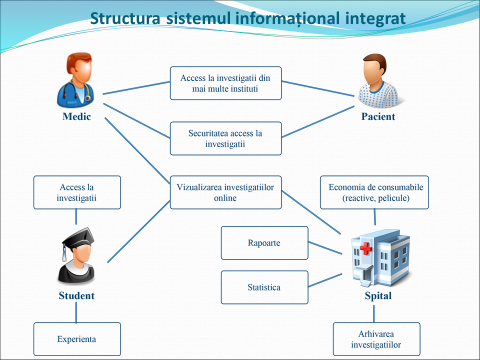 Structura sistemul informațional integrat
Access la investigatii din
mai multe instituti
Medic
Pacient
Securitatea access la
investigatii
Access la
investigatii
Vizualizarea investigatiilor
online
Economia de consumabile
(reactive, pelicule)
Rapoarte
Statistica
Student
Spital
Experienta
Arhivarea
investigatiilor